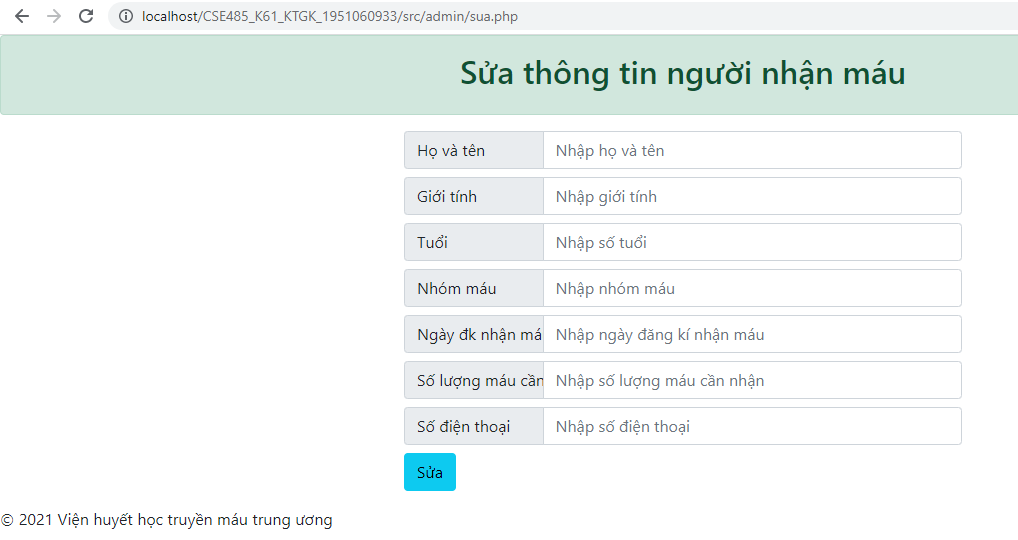 localhost/CSE485_K61_KTGK_1951060933/src/admin/sua.php
Sửa thông tin người nhận máu
Họ và tên Nhập họ và tên
Giới tính Nhập giới tính
Tuổi Nhập số tuổi
Nhóm máu Nhập nhóm máu
Ngày đk nhận má Nhập ngày đăng kí nhận máu
Số lượng máu cần Nhập số lượng máu cần nhận
Số điện thoại Nhập số điện thoại
Sửa
© 2021 Viện huyết học truyền máu trung ương